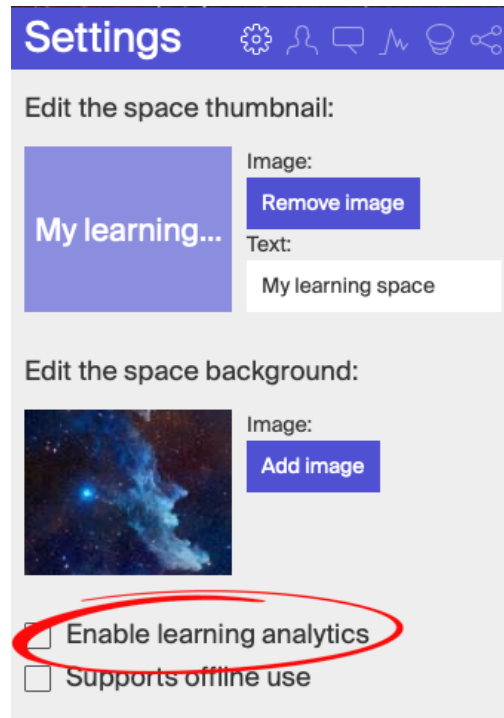 Settings
Edit the space thumbnail:
My learning...
Image:
Remove image
Text:
My learning space
Edit the space background:
Image:
Add image
Enable learning analytics
Supports offline use